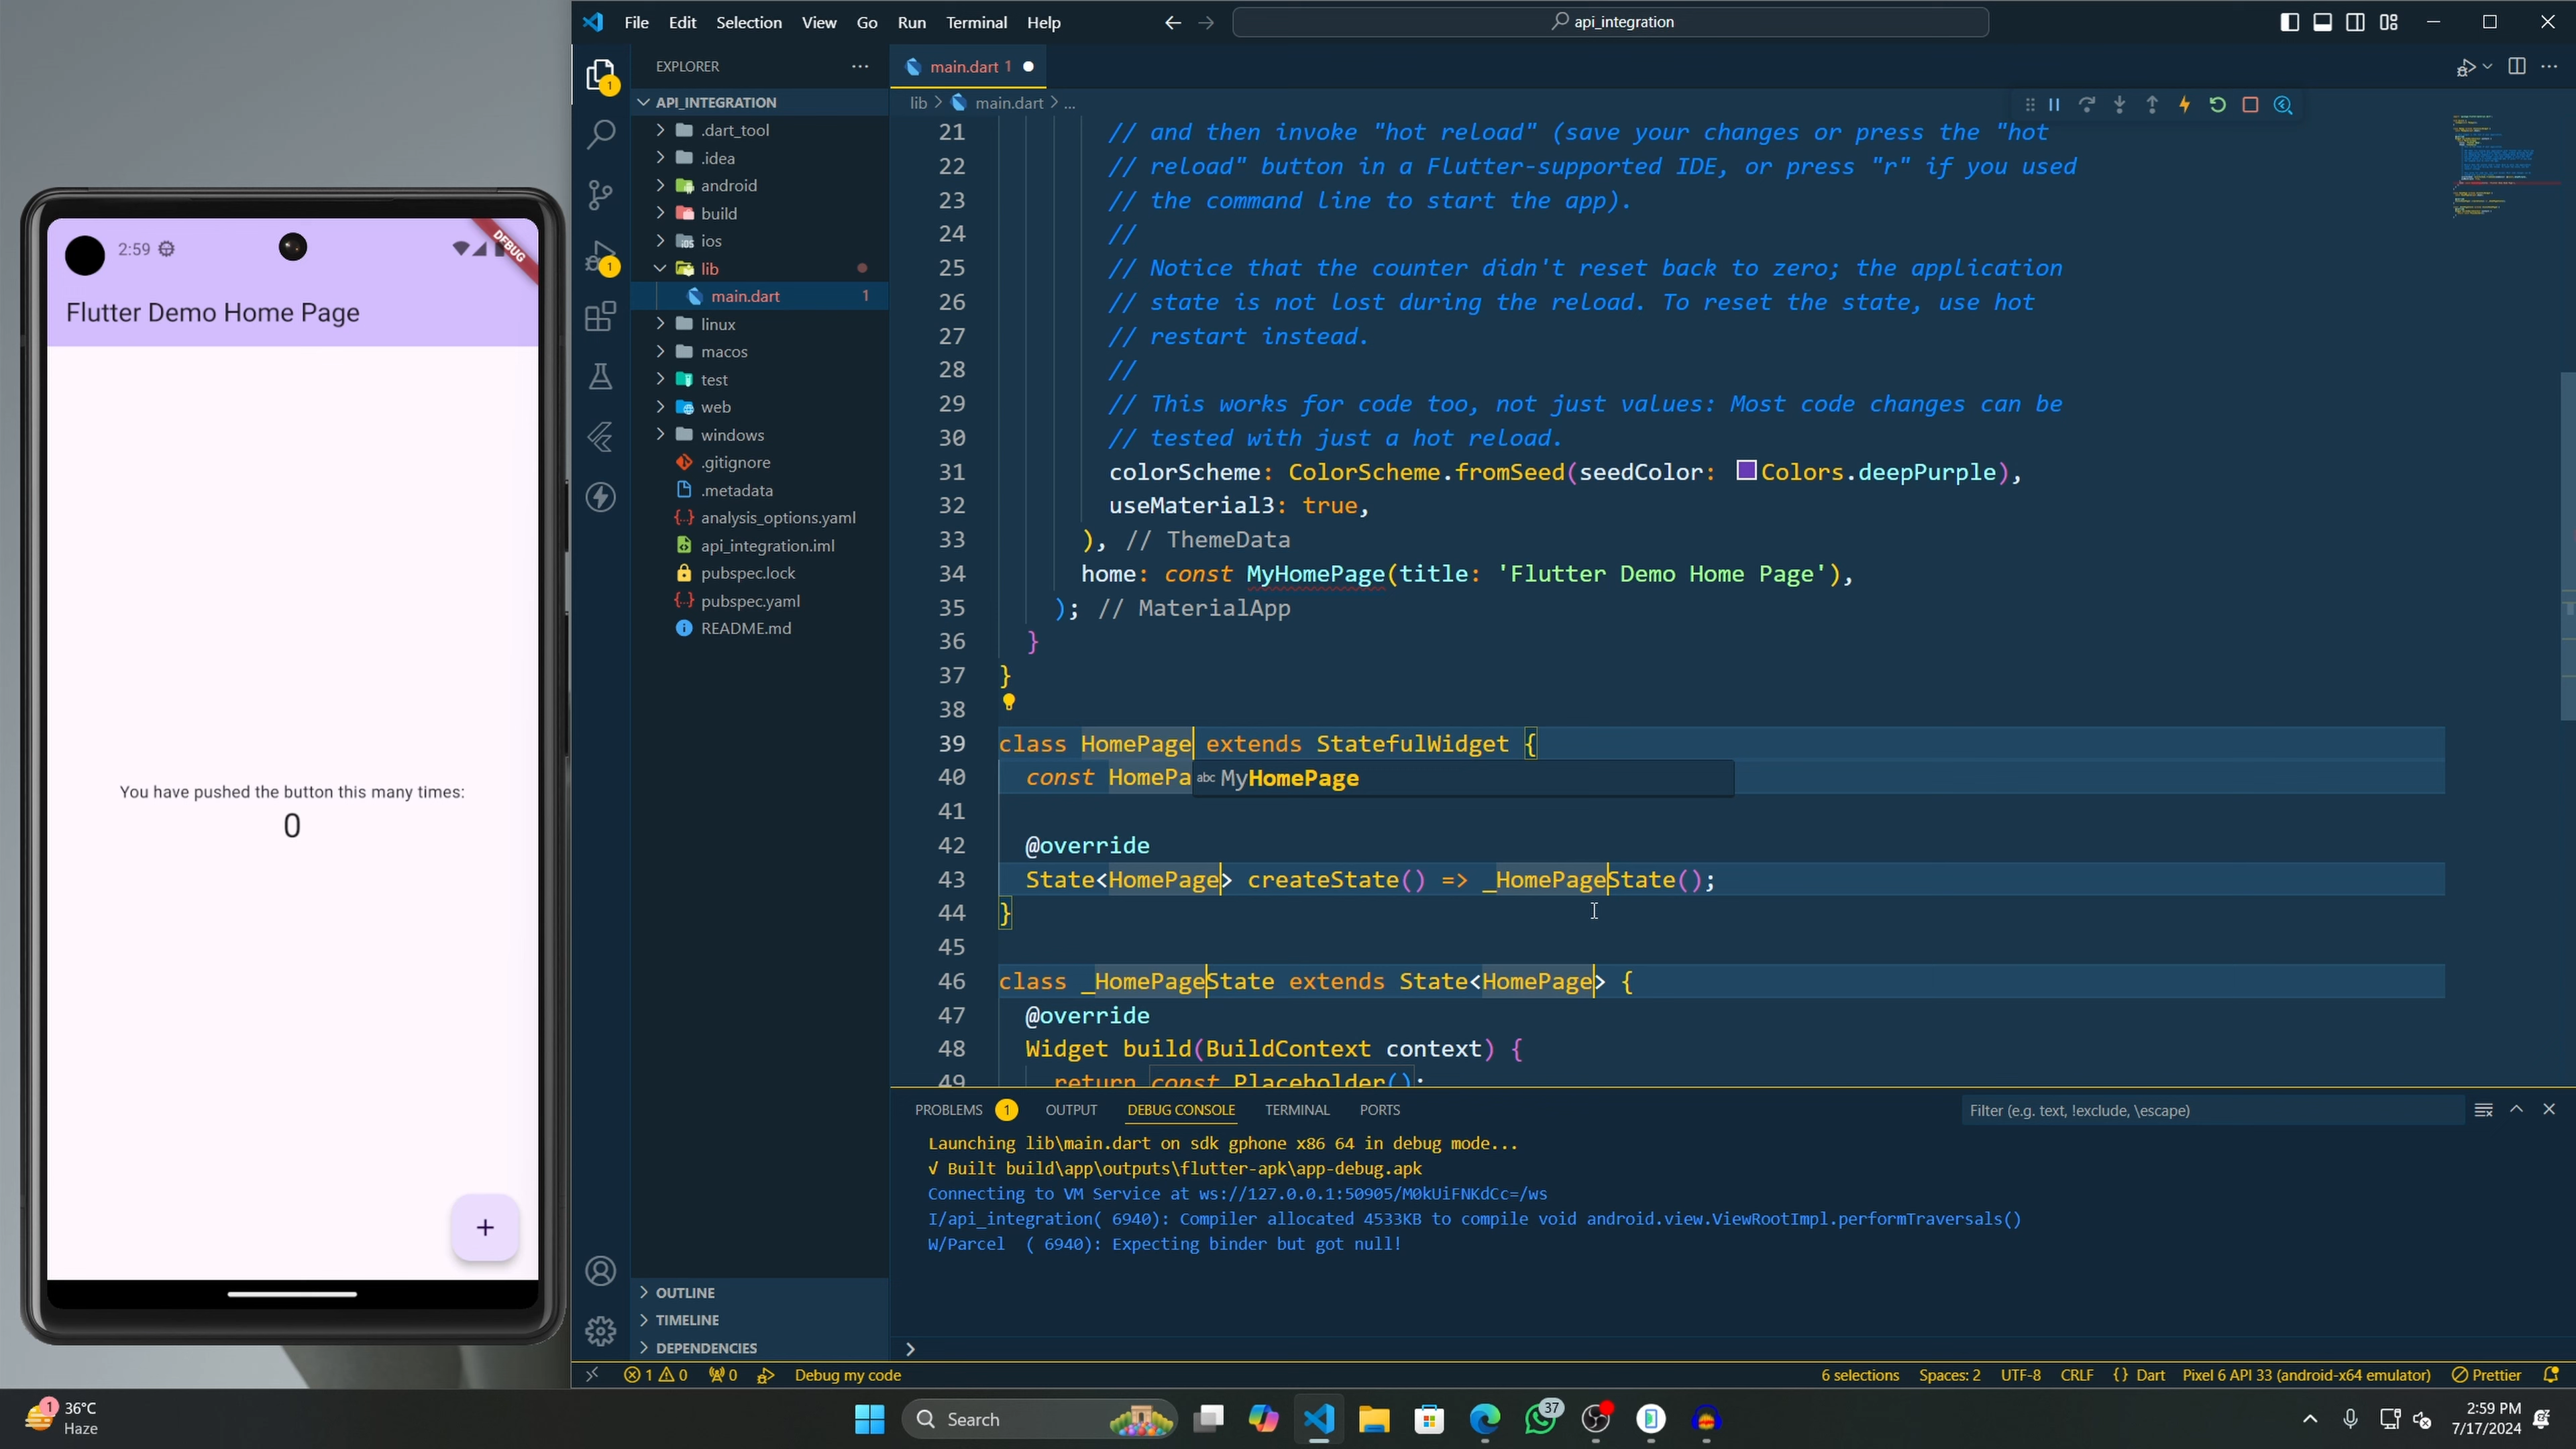 2:59
DEBUG
Flutter Demo Home Page
You have pushed the button this many times:
0
+
File Edit Selection View Go Run Terminal Help
api_integration
EXPLORER
API_INTEGRATION
.dart_tool
.idea
android
build
ios
lib
main.dart 1
linux
macos
test
web
windows
.gitignore
.metadata
analysis_options.yaml
api_integration.iml
pubspec.lock
pubspec.yaml
README.md
OUTLINE
TIMELINE
DEPENDENCIES
1
1
main.dart 1
lib > main.dart > ...
21 // and then invoke "hot reload" (save your changes or press the "hot
22 // reload" button in a Flutter-supported IDE, or press "r" if you used
23 // the command line to start the app).
24 //
25 // Notice that the counter didn't reset back to zero; the application
26 // state is not lost during the reload. To reset the state, use hot
27 // restart instead.
28 //
29 // This works for code too, not just values: Most code changes can be
30 // tested with just a hot reload.
31 colorScheme: ColorScheme.fromSeed(seedColor: Colors.deepPurple),
32 useMaterial3: true,
33 ), // ThemeData
34 home: const MyHomePage(title: 'Flutter Demo Home Page'),
35 ); // MaterialApp
36 }
37 }
38
39 class HomePage extends StatefulWidget {
40 const HomePa
abc MyHomePage
41
42 @override
43 State<HomePage> createState() => _HomePageState();
44 }
45
46 class _HomePageState extends State<HomePage> {
47 @override
48 Widget build(BuildContext context) {
49 return const Placeholder();
PROBLEMS 1 OUTPUT DEBUG CONSOLE TERMINAL PORTS
Filter (e.g. text, !exclude, \escape)
Launching lib\main.dart on sdk gphone x86 64 in debug mode...
√ Built build\app\outputs\flutter-apk\app-debug.apk
Connecting to VM Service at ws://127.0.0.1:50905/M0kUiFNKdCc=/ws
I/api_integration( 6940): Compiler allocated 4533KB to compile void android.view.ViewRootImpl.performTraversals()
W/Parcel  ( 6940): Expecting binder but got null!
1 0 0 Debug my code
6 selections Spaces: 2 UTF-8 CRLF {} Dart Pixel 6 API 33 (android-x64 emulator) Prettier
1
36°C
Haze
Search
37
2:59 PM
7/17/2024